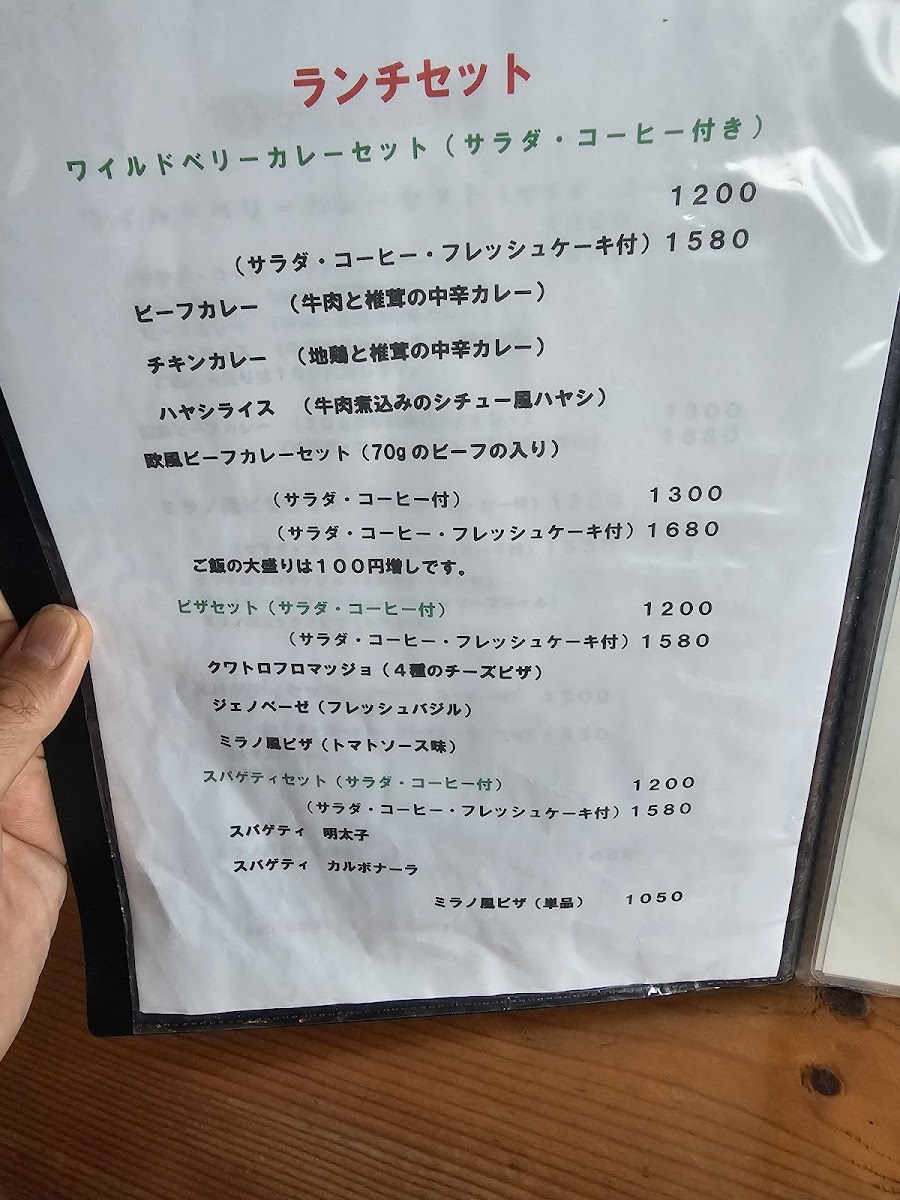 ランチセット
ワイルドベリーカレーセット（サラダ・コーヒー付き）
１２００
（サラダ・コーヒー・フレッシュケーキ付）１５８０
ビーフカレー　（牛肉と椎茸の中辛カレー）
チキンカレー　（地鶏と椎茸の中辛カレー）
ハヤシライス　（牛肉煮込みのシチュー風ハヤシ）
欧風ビーフカレーセット（70gのビーフの入り）
（サラダ・コーヒー付）　１３００
（サラダ・コーヒー・フレッシュケーキ付）１６８０
ご飯の大盛りは１００円増しです。
ピザセット（サラダ・コーヒー付）　１２００
（サラダ・コーヒー・フレッシュケーキ付）１５８０
クワトロフロマッジョ（４種のチーズピザ）
ジェノベーゼ（フレッシュバジル）
ミラノ風ピザ（トマトソース味）
スパゲティセット（サラダ・コーヒー付）　１２００
（サラダ・コーヒー・フレッシュケーキ付）１５８０
スパゲティ　明太子
スパゲティ　カルボナーラ
ミラノ風ピザ（単品）　１０５０